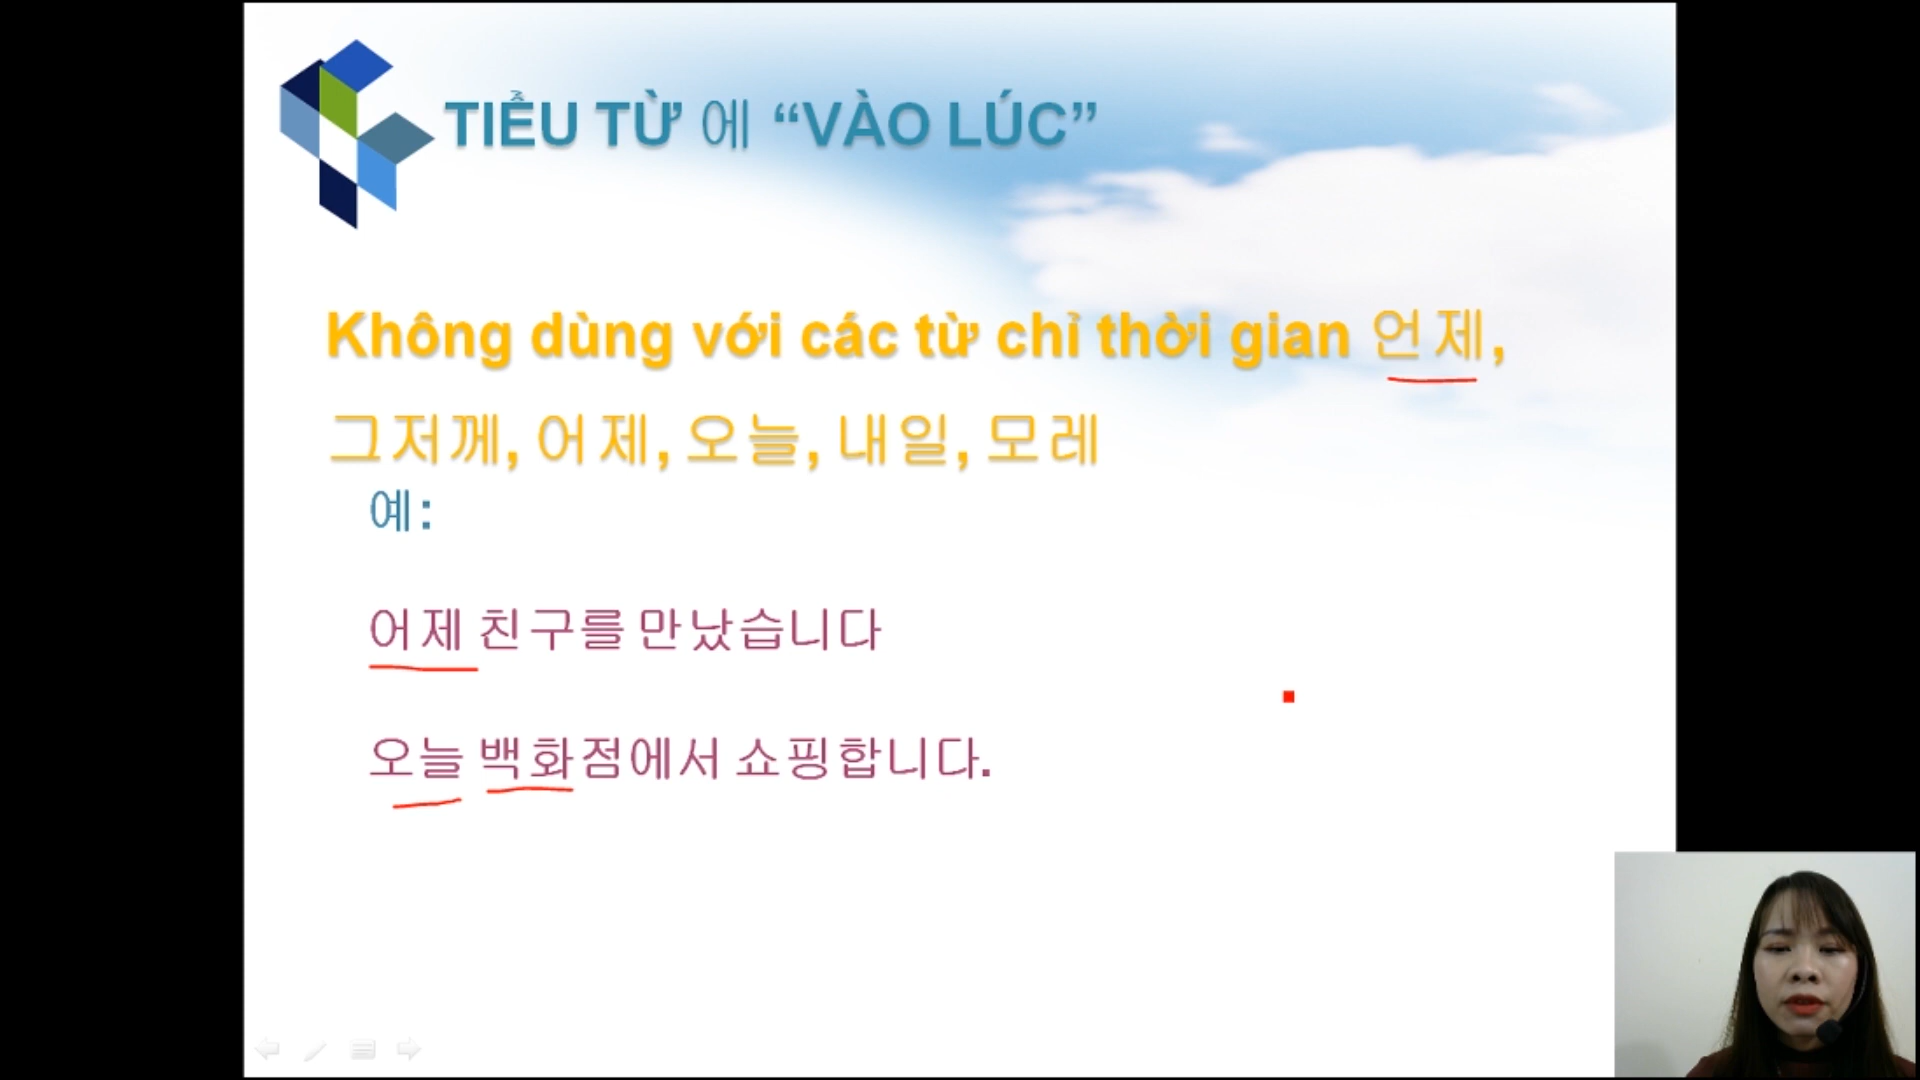 TIỂU TỪ 에 “VÀO LÚC”
Không dùng với các từ chỉ thời gian 언제,
그저께, 어제, 오늘, 내일, 모레
예:
어제 친구를 만났습니다
오늘 백화점에서 쇼핑합니다.